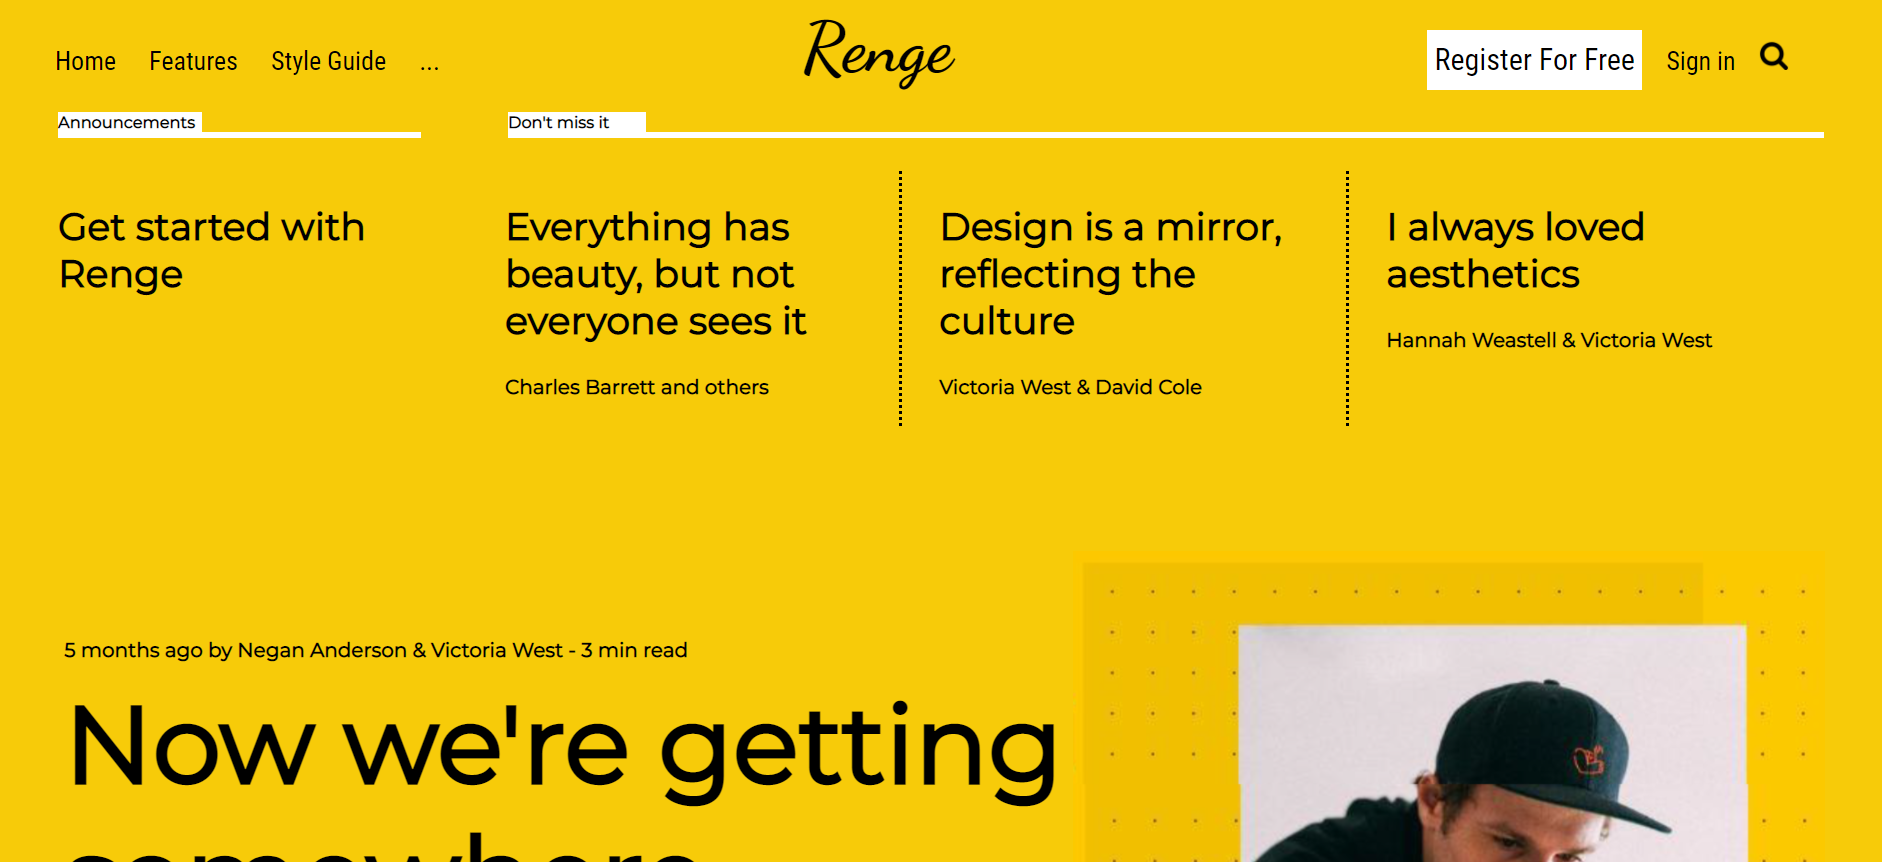 Home Features Style Guide ...
Renge
Register For Free Sign in
Announcements
Don't miss it
Get started with
Renge
Everything has
beauty, but not
everyone sees it
Charles Barrett and others
Design is a mirror,
reflecting the
culture
Victoria West & David Cole
I always loved
aesthetics
Hannah Weastell & Victoria West
5 months ago by Negan Anderson & Victoria West - 3 min read
Now we're getting
somewhere